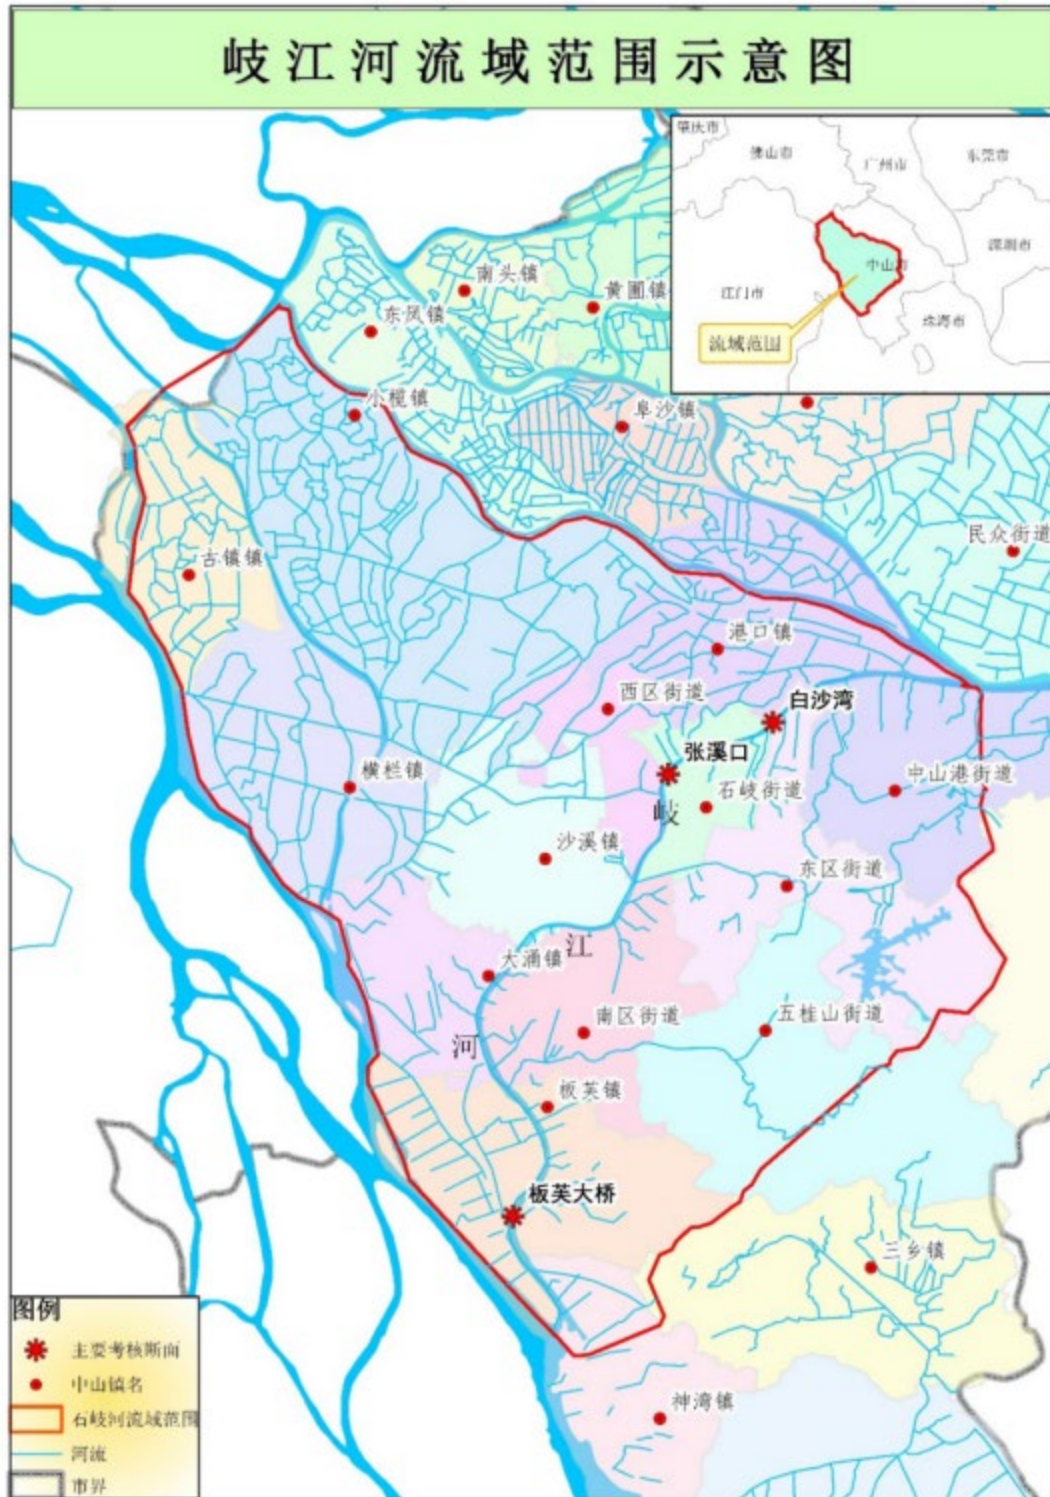 岐江河流域范围示意图
肇庆市
佛山市
广州市
东莞市
深圳市
中山市
江门市
珠海市
流域范围
南头镇
黄圃镇
东凤镇
小榄镇
阜沙镇
民众街道
古镇镇
港口镇
西区街道
白沙湾
张溪口
横栏镇
中山港街道
石岐街道
岐
沙溪镇
东区街道
江
大涌镇
南区街道
五桂山街道
河
板芙镇
板芙大桥
三乡镇
神湾镇
图例
主要考核断面
中山镇名
石岐河流域范围
河流
市界